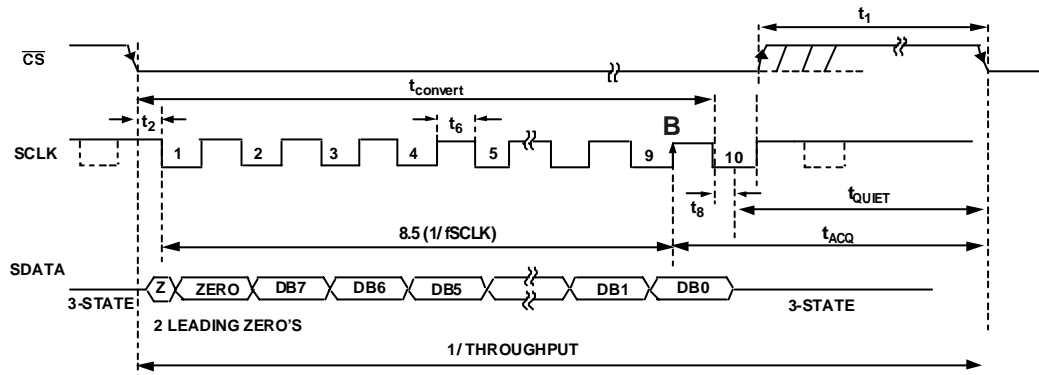 t1
CS
tconvert
t2
t6
B
SCLK
1 2 3 4 5 9 10
t8
tQUIET
8.5 (1/ fSCLK)
tACQ
SDATA
Z ZERO DB7 DB6 DB5 DB1 DB0
3-STATE 3-STATE
2 LEADING ZERO'S
1/ THROUGHPUT